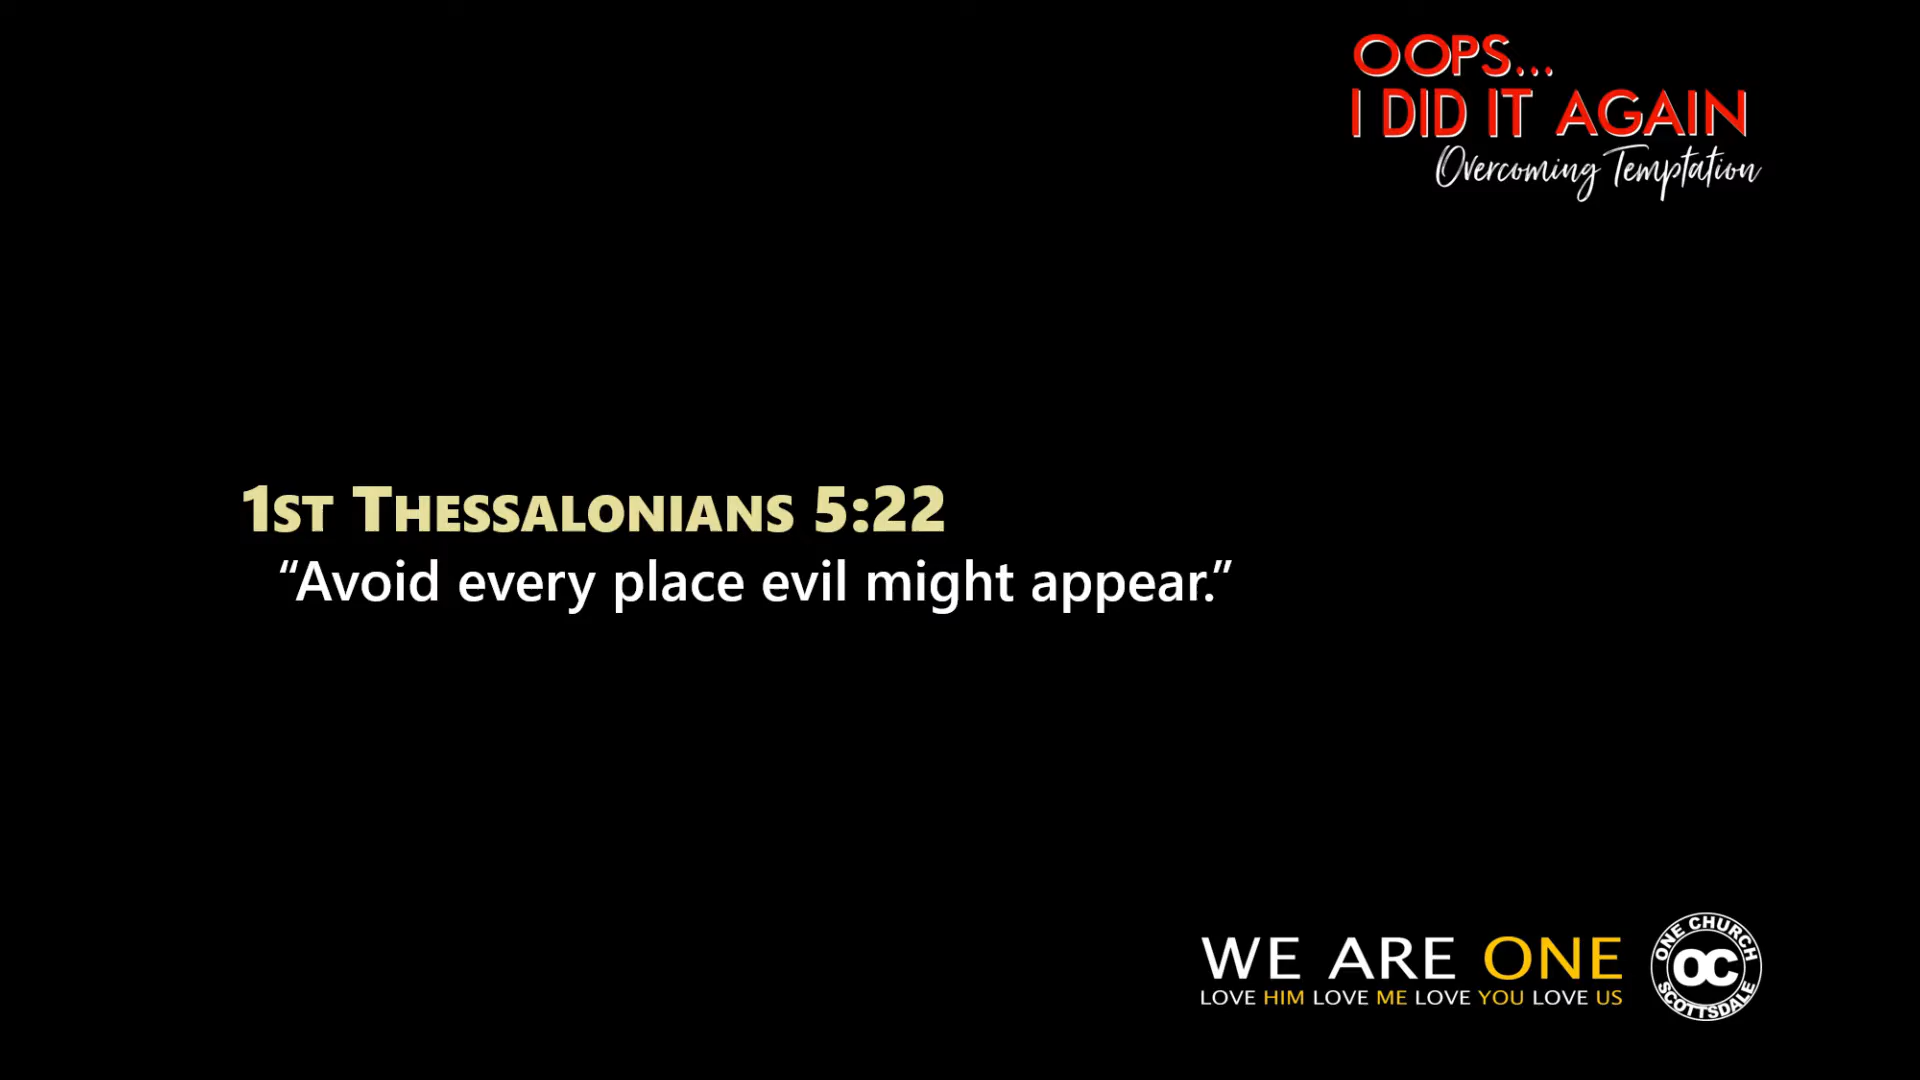 OOPS...
I DID IT AGAIN
Overcoming Temptation
1ST THESSALONIANS 5:22
“Avoid every place evil might appear.”
WE ARE ONE
LOVE HIM LOVE ME LOVE YOU LOVE US
ONE CHURCH
OC
SCOTTSDALE